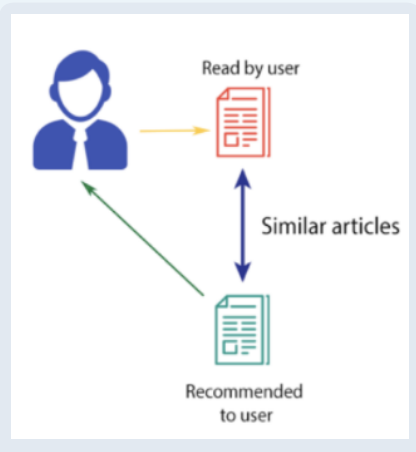 Read by user
Similar articles
Recommended
to user